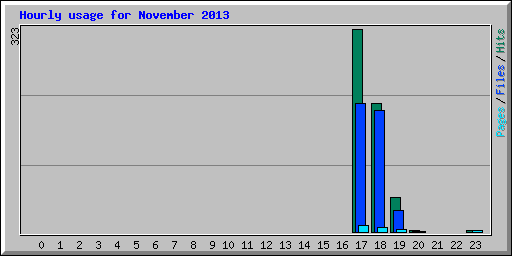 Hourly usage for November 2013
323
Pages/Files/Hits
0 1 2 3 4 5 6 7 8 9 10 11 12 13 14 15 16 17 18 19 20 21 22 23